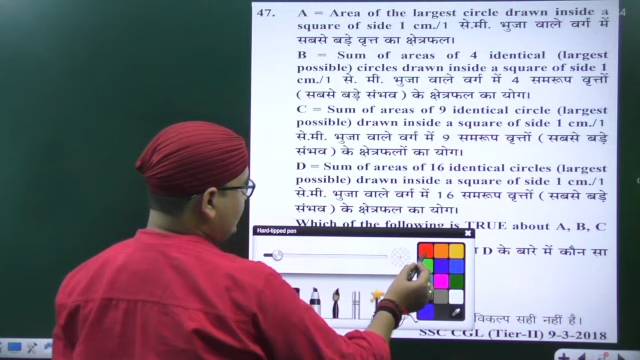 47. A = Area of the largest circle drawn inside a
square of side 1 cm./1 से.मी. भुजा वाले वर्ग में
सबसे बड़े वृत्त का क्षेत्रफल।
B = Sum of areas of 4 identical (largest
possible) circles drawn inside a square of side 1
cm./1 से. मी. भुजा वाले वर्ग में 4 समरूप वृत्तों
(सबसे बड़े संभव) के क्षेत्रफल का योग।
C = Sum of areas of 9 identical circle (largest
possible) drawn inside a square of side 1 cm./1
से.मी. भुजा वाले वर्ग में 9 समरूप वृत्तों (सबसे बड़े
संभव) के क्षेत्रफलों का योग।
D = Sum of areas of 16 identical circles (largest
possible) drawn inside a square of side 1 cm./1
से.मी. भुजा वाले वर्ग में 16 समरूप वृत्तों (सबसे बड़े
संभव) के क्षेत्रफल का योग।
Which of the following is TRUE about A, B, C
Hard-tipped pen
D के बारे में कौन सा
विकल्प सही नहीं है।
SSC CGL (Tier-II) 9-3-2018